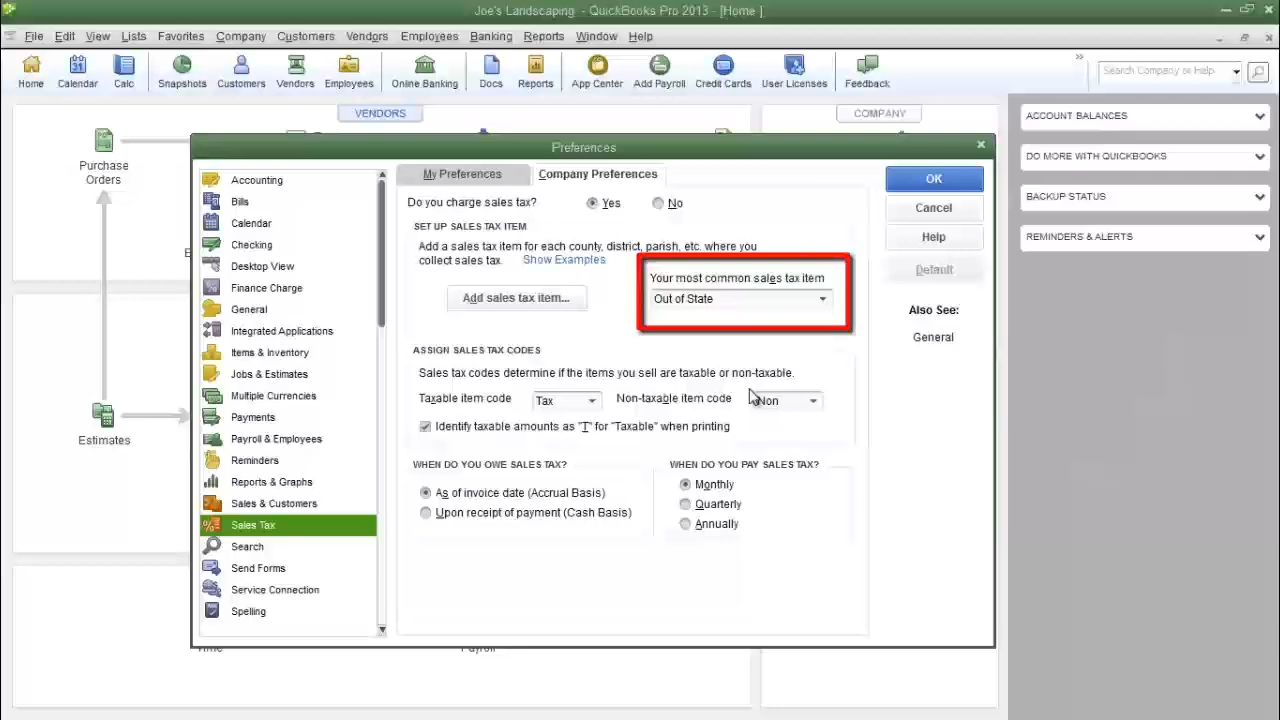 Joe's Landscaping - QuickBooks Pro 2013 - [Home ]
File Edit View Lists Favorites Company Customers Vendors Employees Banking Reports Window Help
Home Calendar Calc Snapshots Customers Vendors Employees Online Banking Docs Reports App Center Add Payroll Credit Cards User Licenses Feedback
Search Company or Help
VENDORS
COMPANY
Purchase
Orders
Estimates
ACCOUNT BALANCES
DO MORE WITH QUICKBOOKS
BACKUP STATUS
REMINDERS & ALERTS
Preferences
Accounting
Bills
Calendar
Checking
Desktop View
Finance Charge
General
Integrated Applications
Items & Inventory
Jobs & Estimates
Multiple Currencies
Payments
Payroll & Employees
Reminders
Reports & Graphs
Sales & Customers
Sales Tax
Search
Send Forms
Service Connection
Spelling
My Preferences
Company Preferences
Do you charge sales tax? Yes No
SET UP SALES TAX ITEM
Add a sales tax item for each county, district, parish, etc. where you
collect sales tax. Show Examples
Your most common sales tax item
Add sales tax item...
Out of State
ASSIGN SALES TAX CODES
Sales tax codes determine if the items you sell are taxable or non-taxable.
Taxable item code Tax Non-taxable item code Non
Identify taxable amounts as "T" for "Taxable" when printing
WHEN DO YOU OWE SALES TAX?
As of invoice date (Accrual Basis)
Upon receipt of payment (Cash Basis)
WHEN DO YOU PAY SALES TAX?
Monthly
Quarterly
Annually
OK
Cancel
Help
Default
Also See:
General